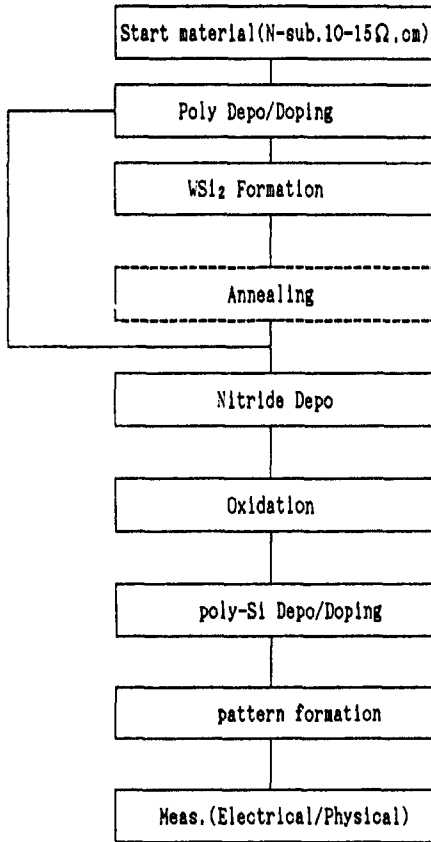 Start material(N-sub.10-15Ω.cm)
Poly Depo/Doping
WSi₂ Formation
Annealing
Nitride Depo
Oxidation
poly-Si Depo/Doping
pattern formation
Meas.(Electrical/Physical)